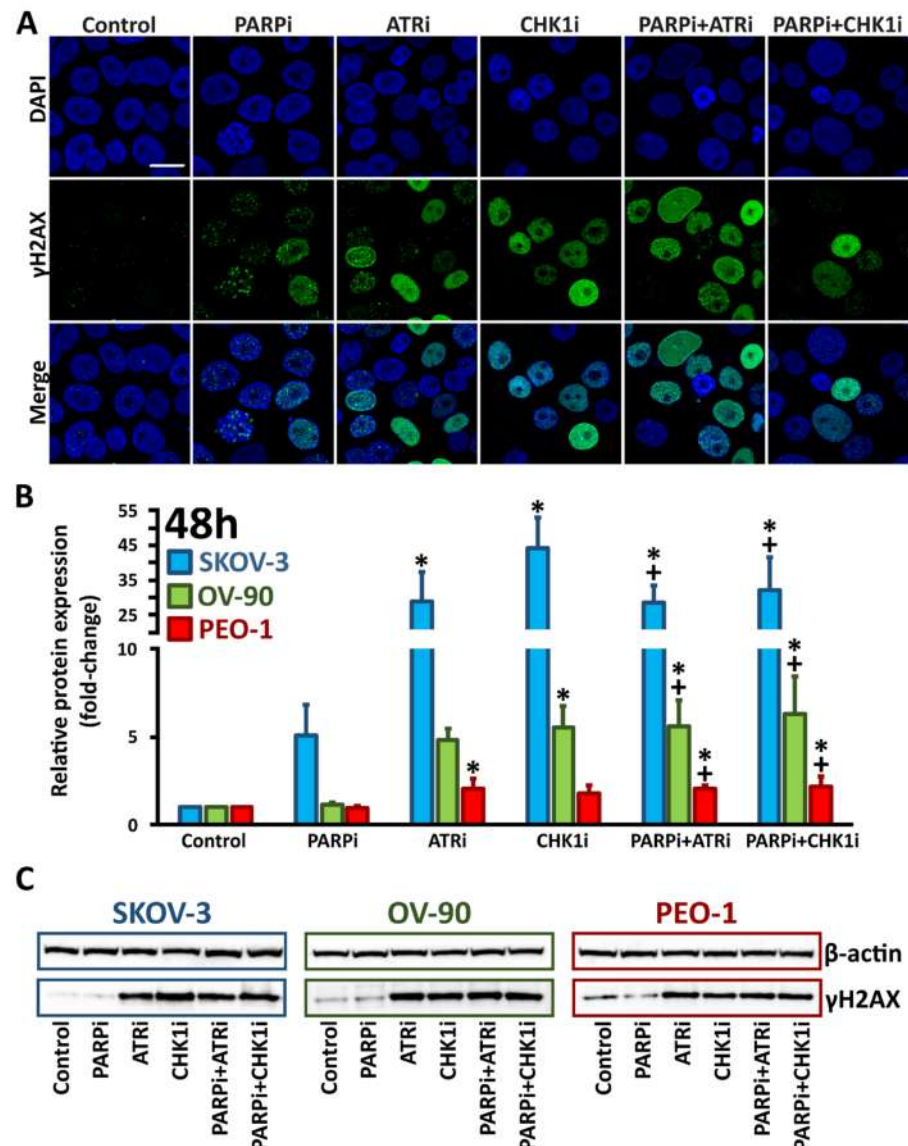 A
Control PARPi ATRi CHK1i PARPi+ATRi PARPi+CHK1i
DAPI
γH2AX
Merge
B
48h
SKOV-3
OV-90
PEO-1
Relative protein expression
(fold-change)
55
45
35
25
10
5
0
* * *
+ *
+
* *
+ *
+
* *
+ *
+
Control PARPi ATRi CHK1i PARPi+ATRi PARPi+CHK1i
C
SKOV-3 OV-90 PEO-1
β-actin
γH2AX
Control PARPi ATRi CHK1i PARPi+ATRi PARPi+CHK1i
Control PARPi ATRi CHK1i PARPi+ATRi PARPi+CHK1i
Control PARPi ATRi CHK1i PARPi+ATRi PARPi+CHK1i